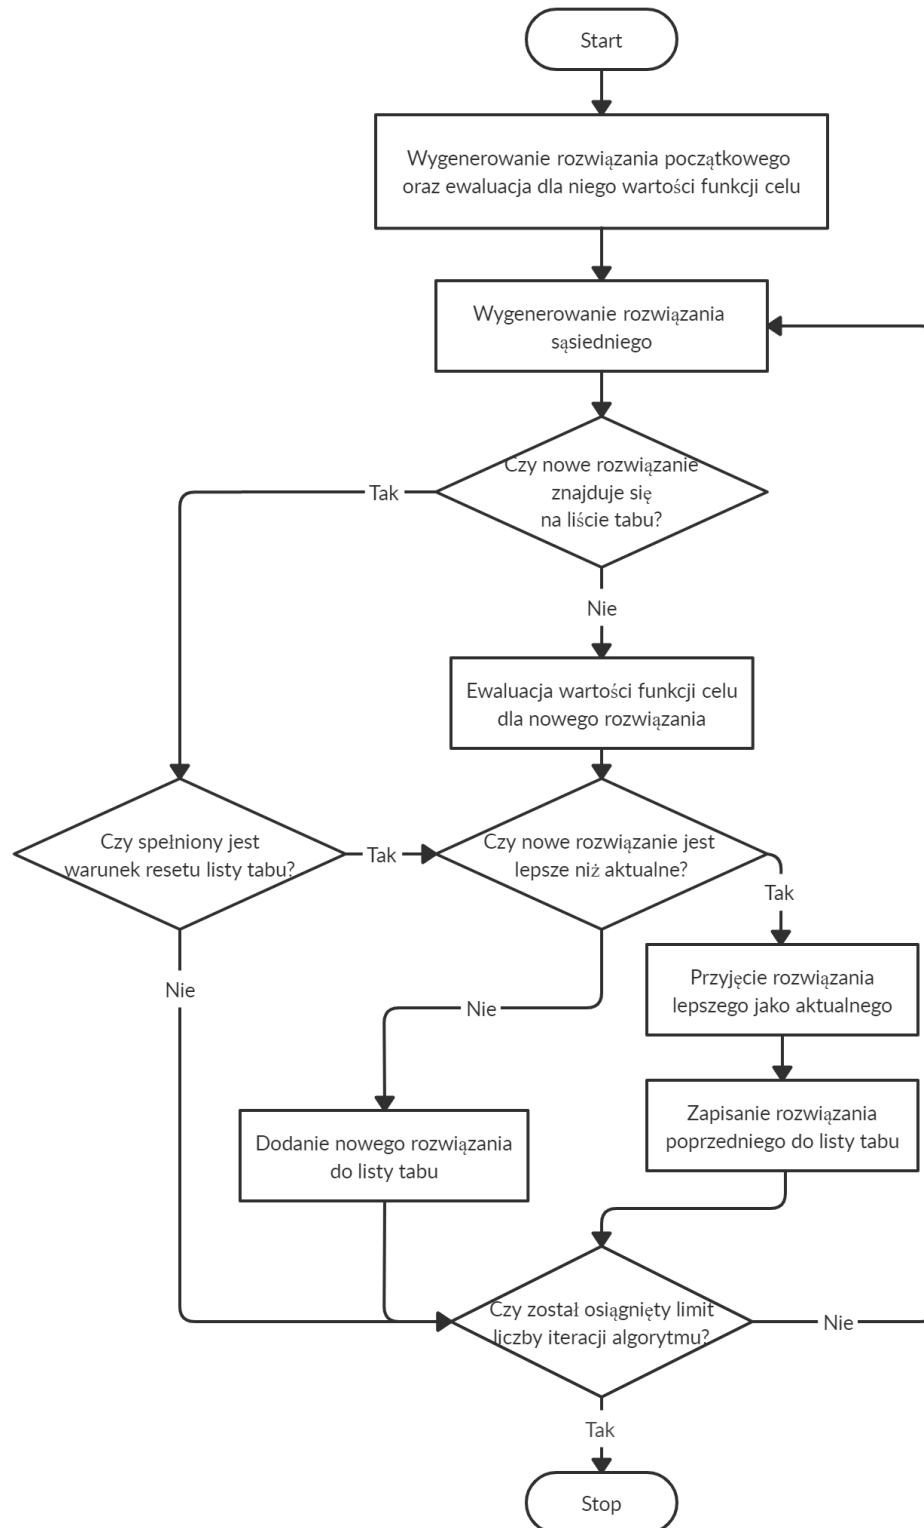 Start
Wygenerowanie rozwiązania początkowego
oraz ewaluacja dla niego wartości funkcji celu
Wygenerowanie rozwiązania
sąsiedniego
Czy nowe rozwiązanie
znajduje się
na liście tabu?
Tak
Nie
Ewaluacja wartości funkcji celu
dla nowego rozwiązania
Czy spełniony jest
warunek resetu listy tabu?
Tak
Czy nowe rozwiązanie jest
lepsze niż aktualne?
Tak
Nie
Nie
Przyjęcie rozwiązania
lepszego jako aktualnego
Zapisanie rozwiązania
poprzedniego do listy tabu
Dodanie nowego rozwiązania
do listy tabu
Czy został osiągnięty limit
liczby iteracji algorytmu?
Nie
Tak
Stop